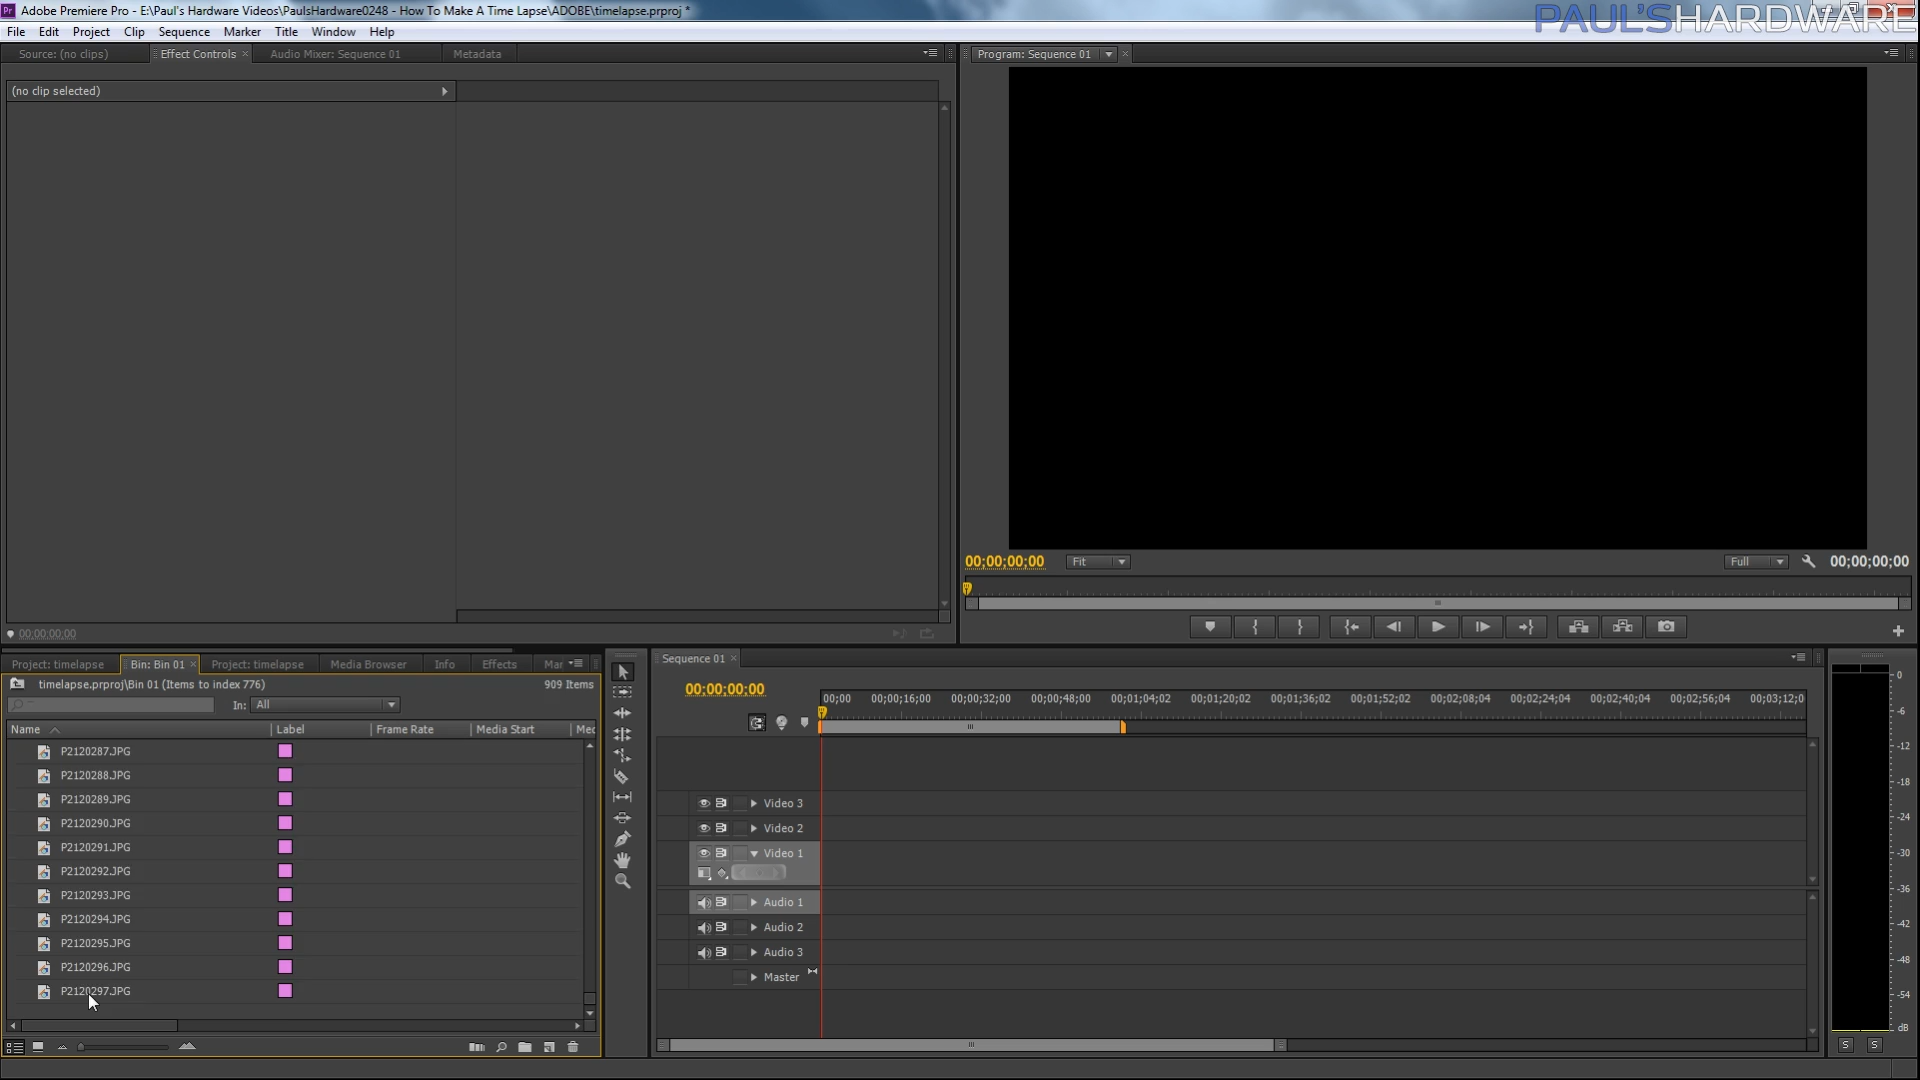 Adobe Premiere Pro - E:\Paul's Hardware Videos\PaulsHardware0248 - How To Make A Time Lapse\ADOBE\timelapse.prproj *
PAUL'SHARDWARE
File Edit Project Clip Sequence Marker Title Window Help
Source: (no clips) Effect Controls Audio Mixer: Sequence 01 Metadata
Program: Sequence 01
(no clip selected)
00;00;00;00 Fit Full 00;00;00;00
00;00;00;00
Project: timelapse Bin: Bin 01 Project: timelapse Media Browser Info Effects Mar
timelapse.prproj\Bin 01 (Items to index 776) 909 Items
In: All
Name Label Frame Rate Media Start Med
P2120287.JPG
P2120288.JPG
P2120289.JPG
P2120290.JPG
P2120291.JPG
P2120292.JPG
P2120293.JPG
P2120294.JPG
P2120295.JPG
P2120296.JPG
P2120297.JPG
Sequence 01
00;00;00;00
00;00 00;00;16;00 00;00;32;00 00;00;48;00 00;01;04;02 00;01;20;02 00;01;36;02 00;01;52;02 00;02;08;04 00;02;24;04 00;02;40;04 00;02;56;04 00;03;12;0
Video 3
Video 2
Video 1
Audio 1
Audio 2
Audio 3
Master
0
-6
-12
-18
-24
-30
-36
-42
-48
-54
dB
S S